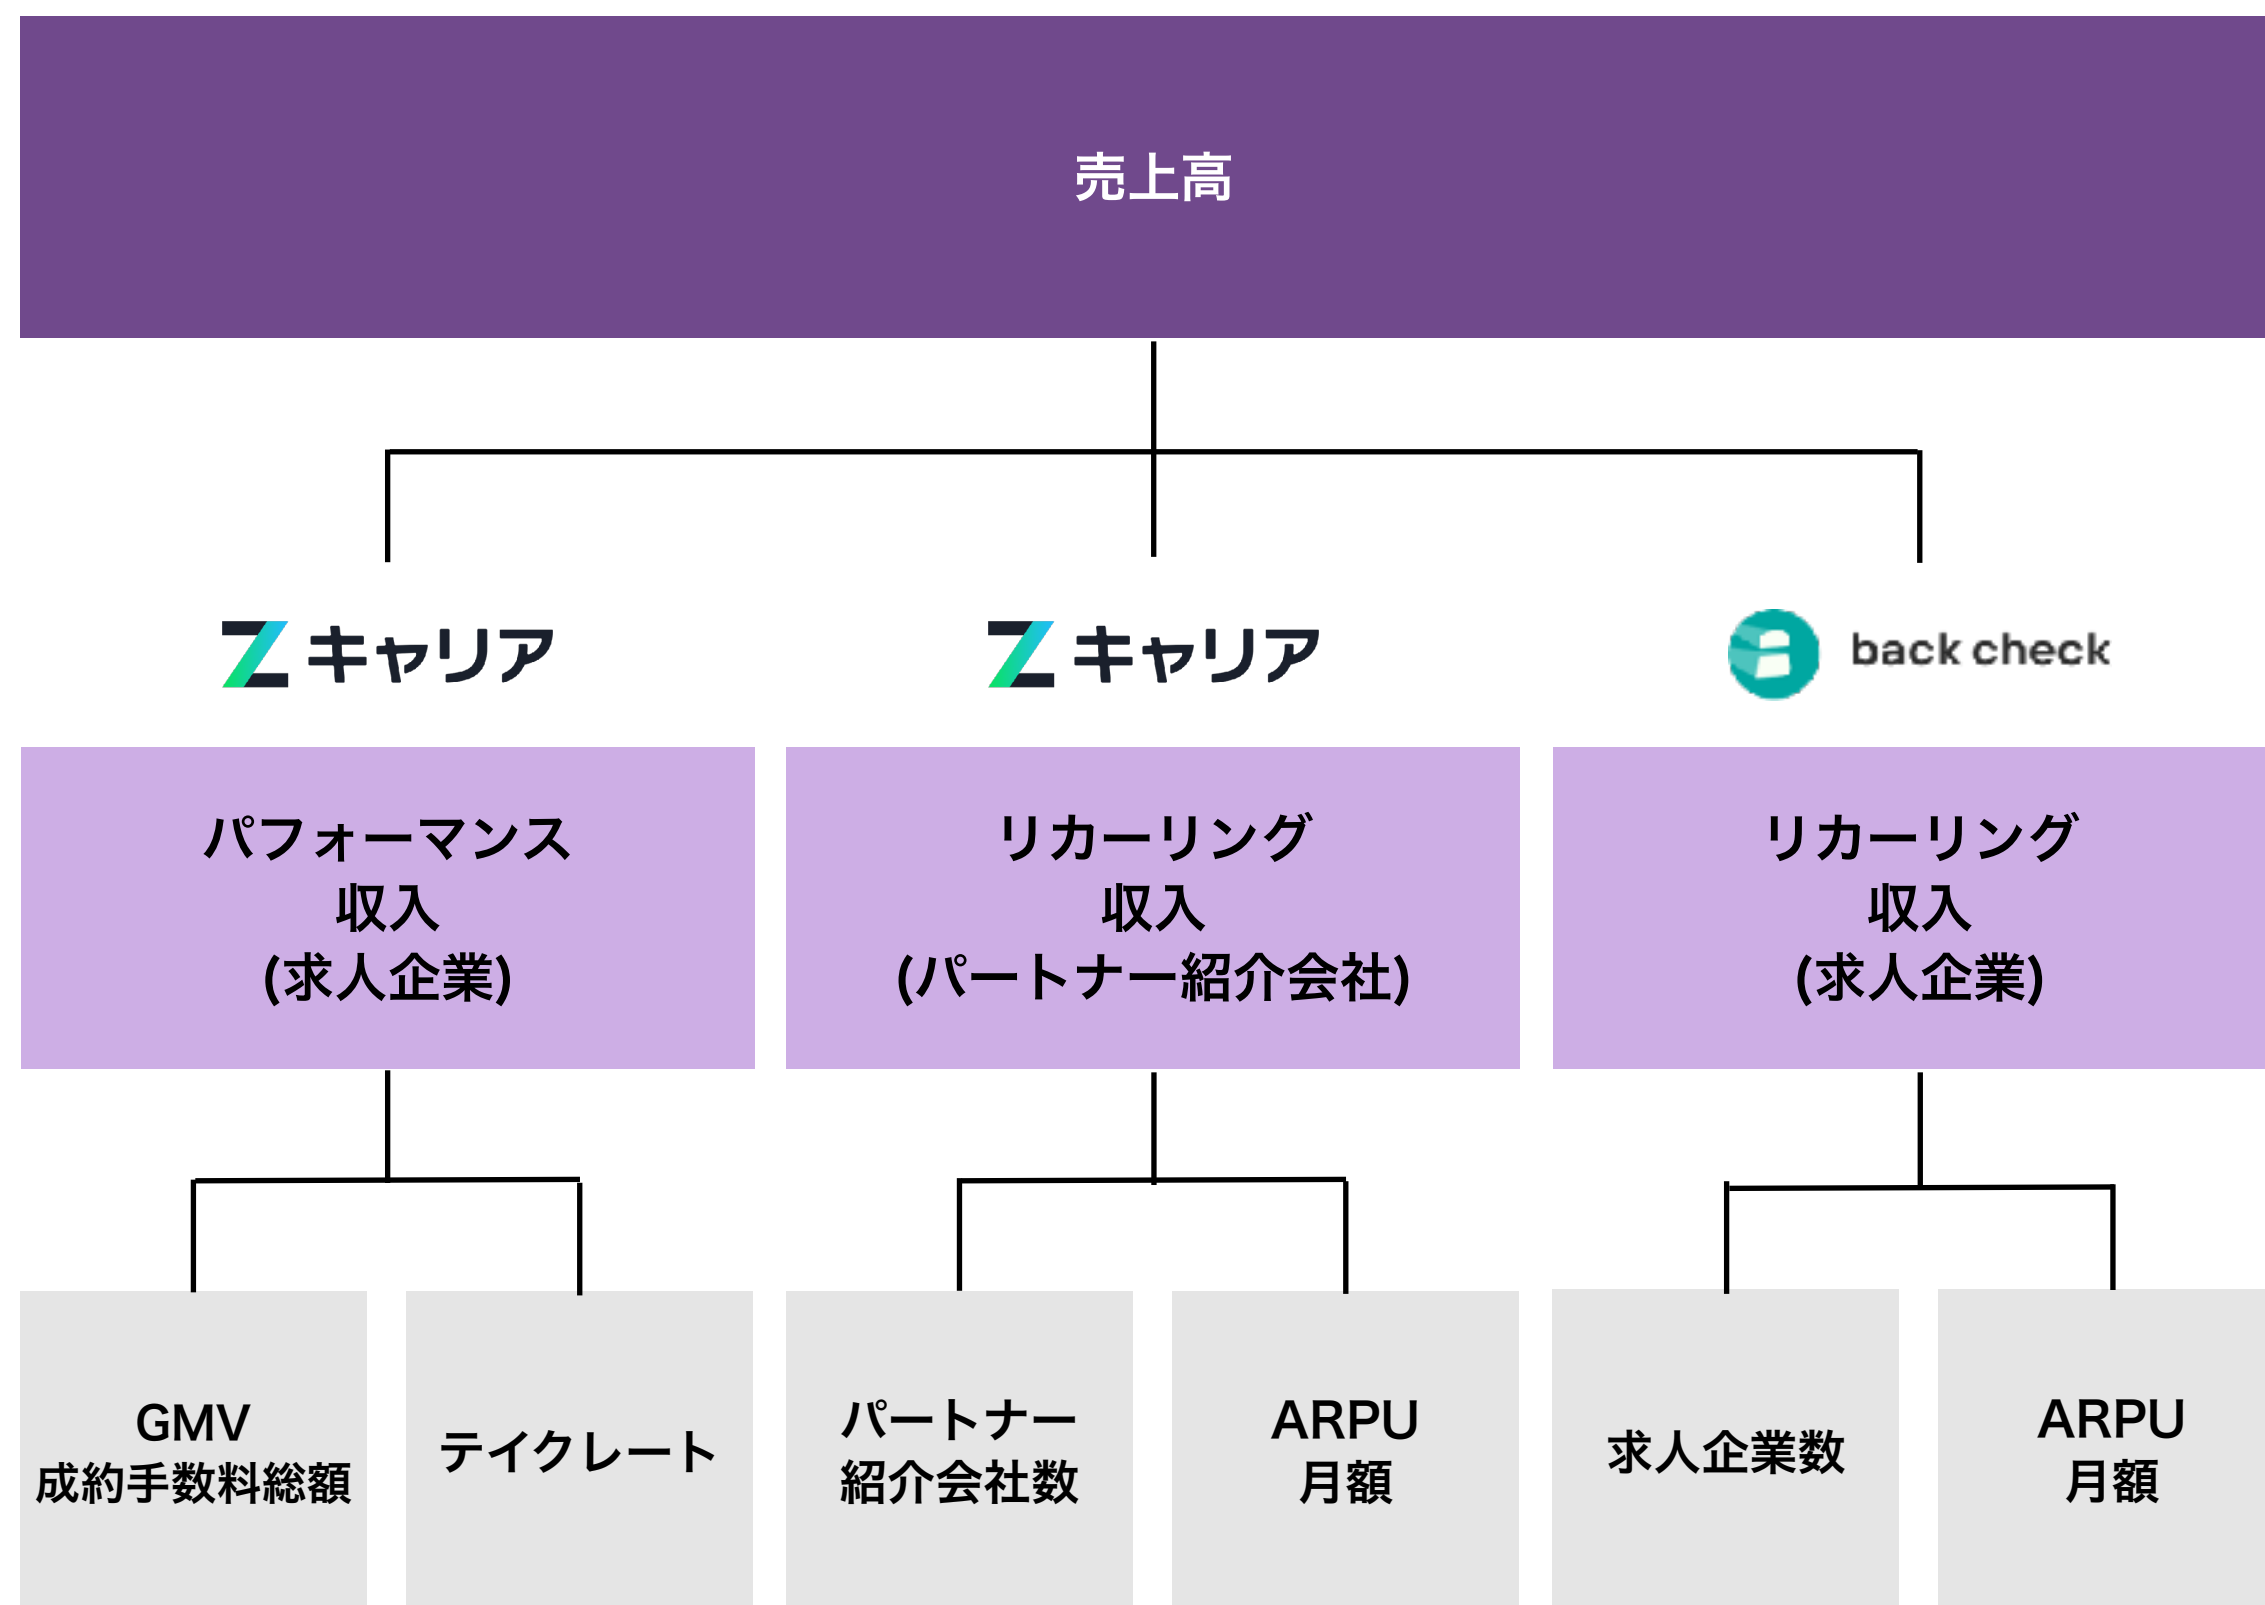 売上高
Zキャリア
Zキャリア
back check
パフォーマンス
収入
(求人企業)
リカーリング
収入
(パートナー紹介会社)
リカーリング
収入
(求人企業)
GMV
成約手数料総額
テイクレート
パートナー
紹介会社数
ARPU
月額
求人企業数
ARPU
月額